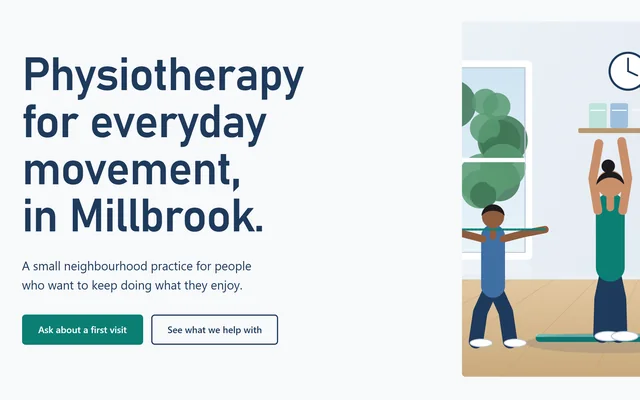 Physiotherapy
for everyday
movement,
in Millbrook.
A small neighbourhood practice for people
who want to keep doing what they enjoy.
Ask about a first visit
See what we help with